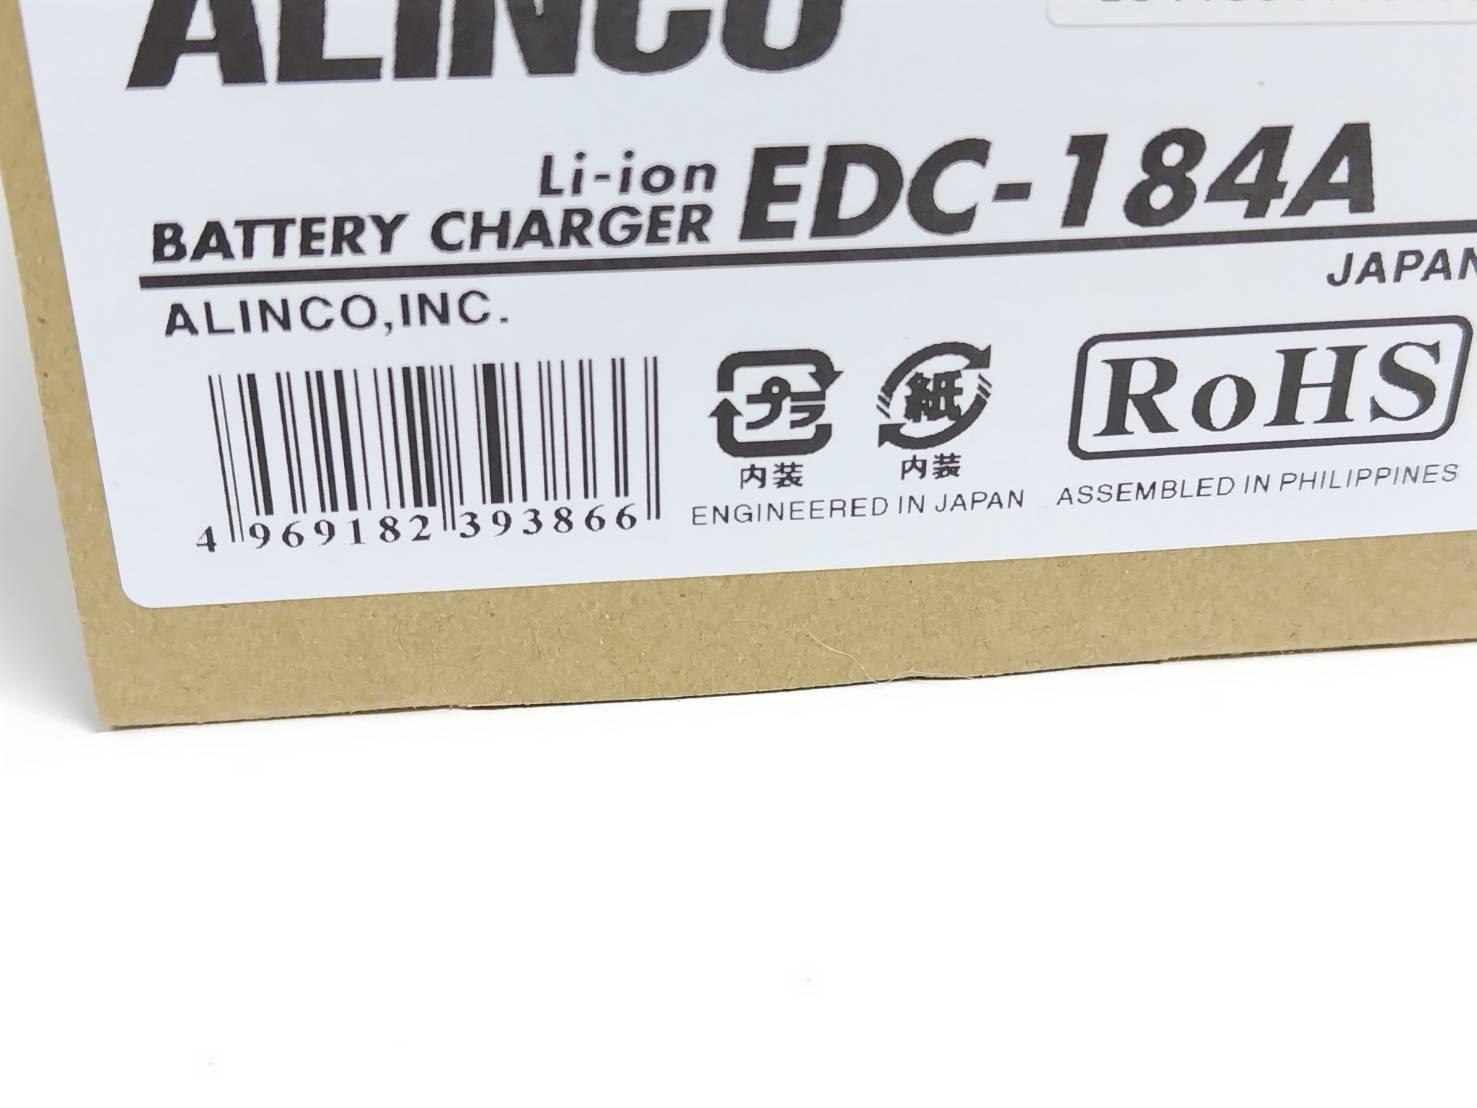 ALINCO
Li-ion
BATTERY CHARGER EDC-184A
JAPAN
ALINCO,INC.
プラ 紙 RoHS
内装 内装
ENGINEERED IN JAPAN ASSEMBLED IN PHILIPPINES
4 969182 393866